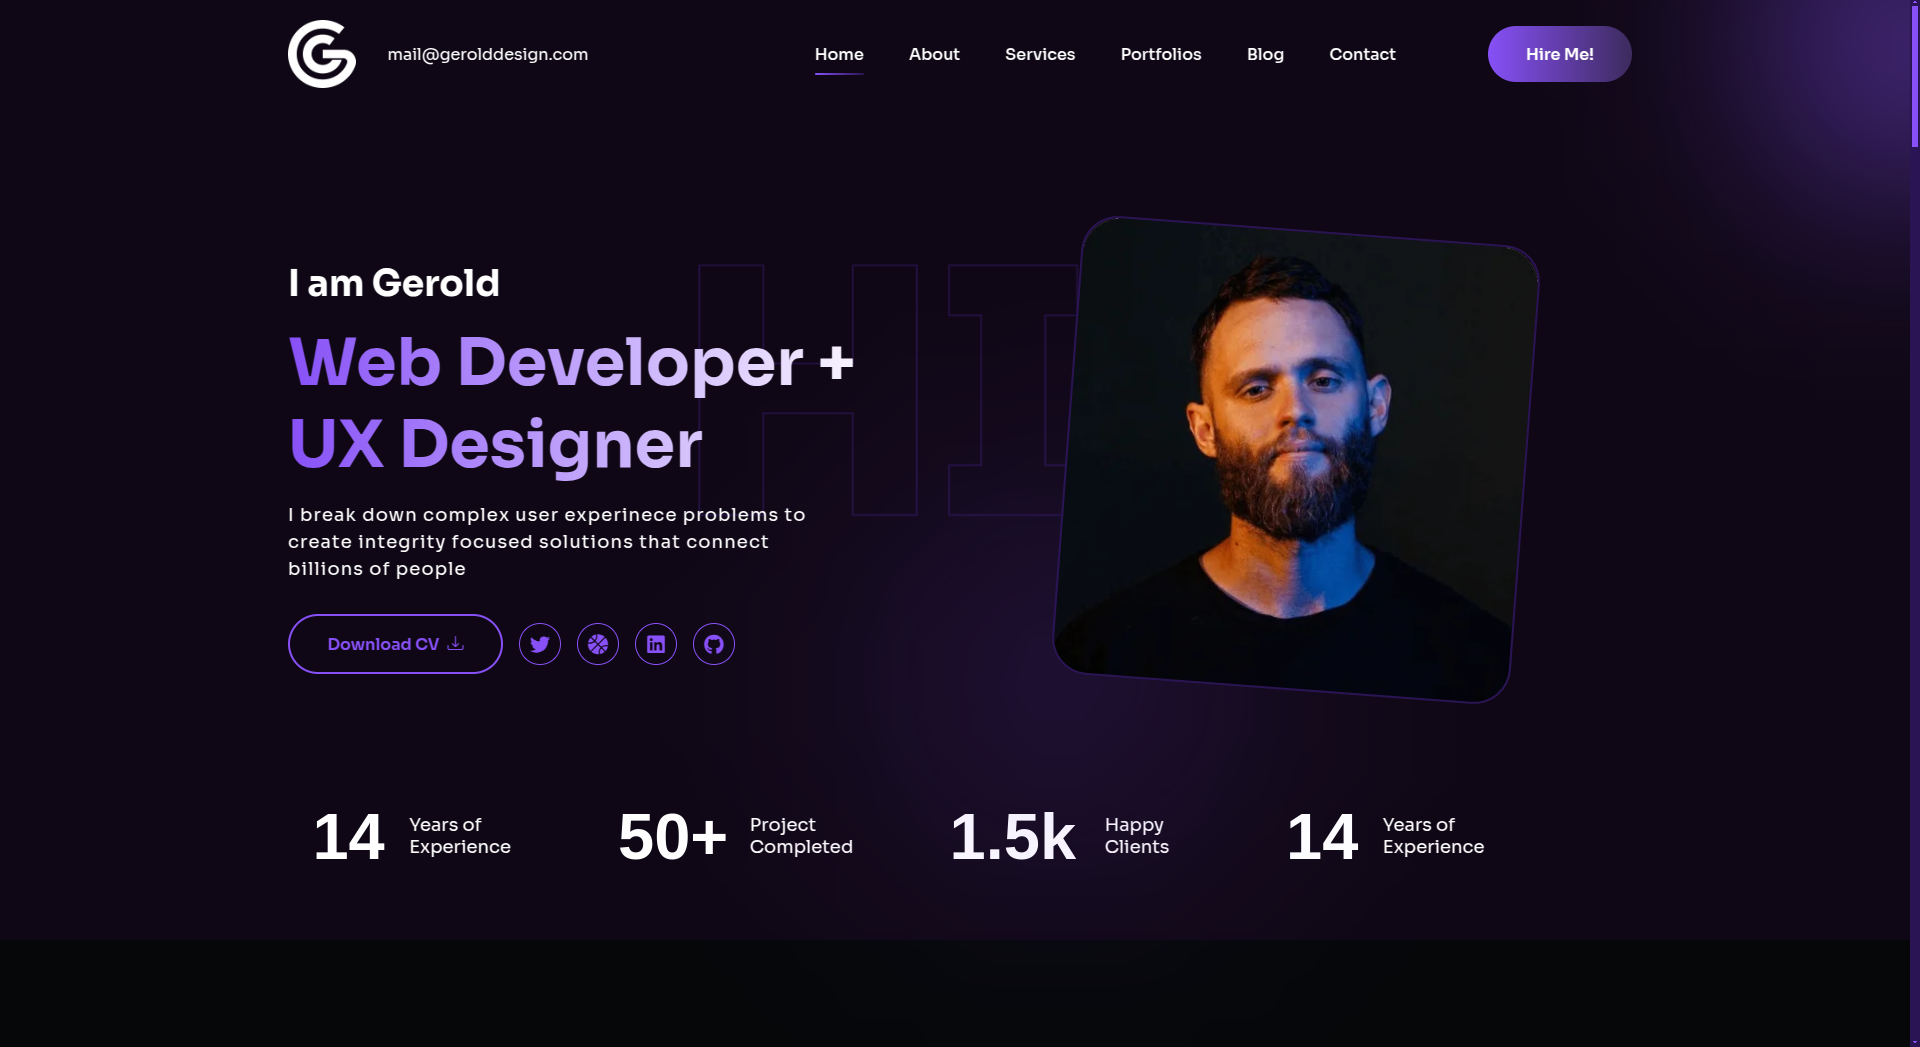 mail@gerolddesign.com
Home
About
Services
Portfolios
Blog
Contact
Hire Me!
HI
I am Gerold
Web Developer +
UX Designer
I break down complex user experinece problems to
create integrity focused solutions that connect
billions of people
Download CV
14
Years of
Experience
50+
Project
Completed
1.5k
Happy
Clients
14
Years of
Experience